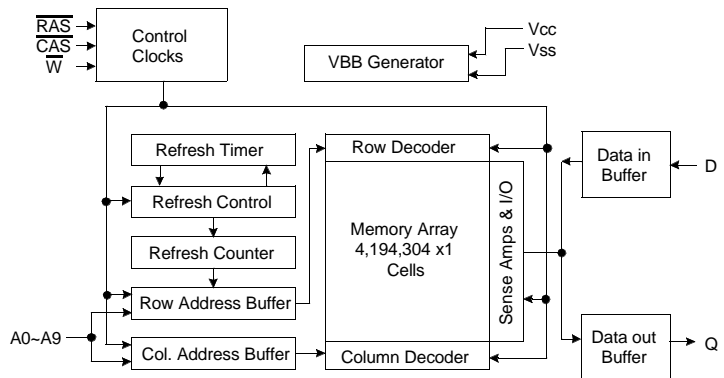 RAS
CAS
W
Control
Clocks
Vcc
Vss
VBB Generator
Refresh Timer
Row Decoder
Data in
Buffer
D
Refresh Control
Memory Array
4,194,304 x1
Cells
Sense Amps & I/O
Refresh Counter
Row Address Buffer
A0~A9
Col. Address Buffer
Column Decoder
Data out
Buffer
Q